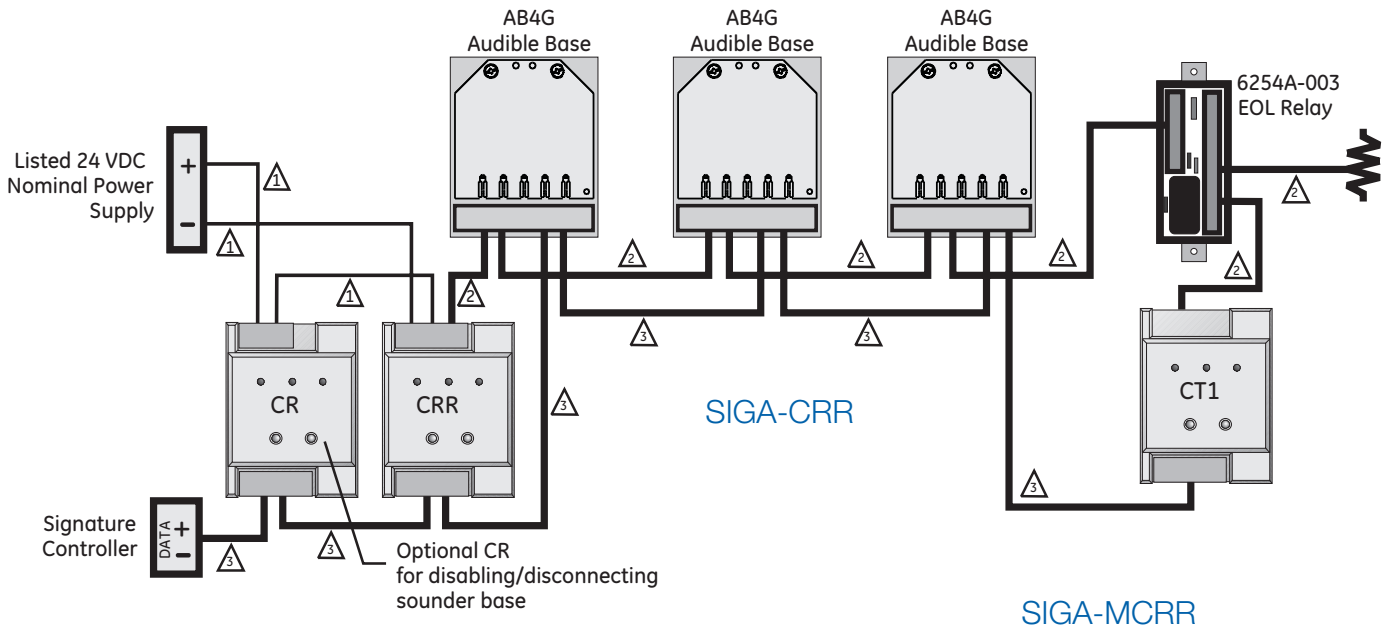 AB4G
Audible Base
AB4G
Audible Base
AB4G
Audible Base
6254A-003
EOL Relay
Listed 24 VDC
Nominal Power
Supply
+
−
1
1
1
2
2
2
2
2
2
3
3
3
3
3
3
CR
CRR
CT1
SIGA-CRR
Signature
Controller
DATA
+
−
Optional CR
for disabling/disconnecting
sounder base
SIGA-MCRR